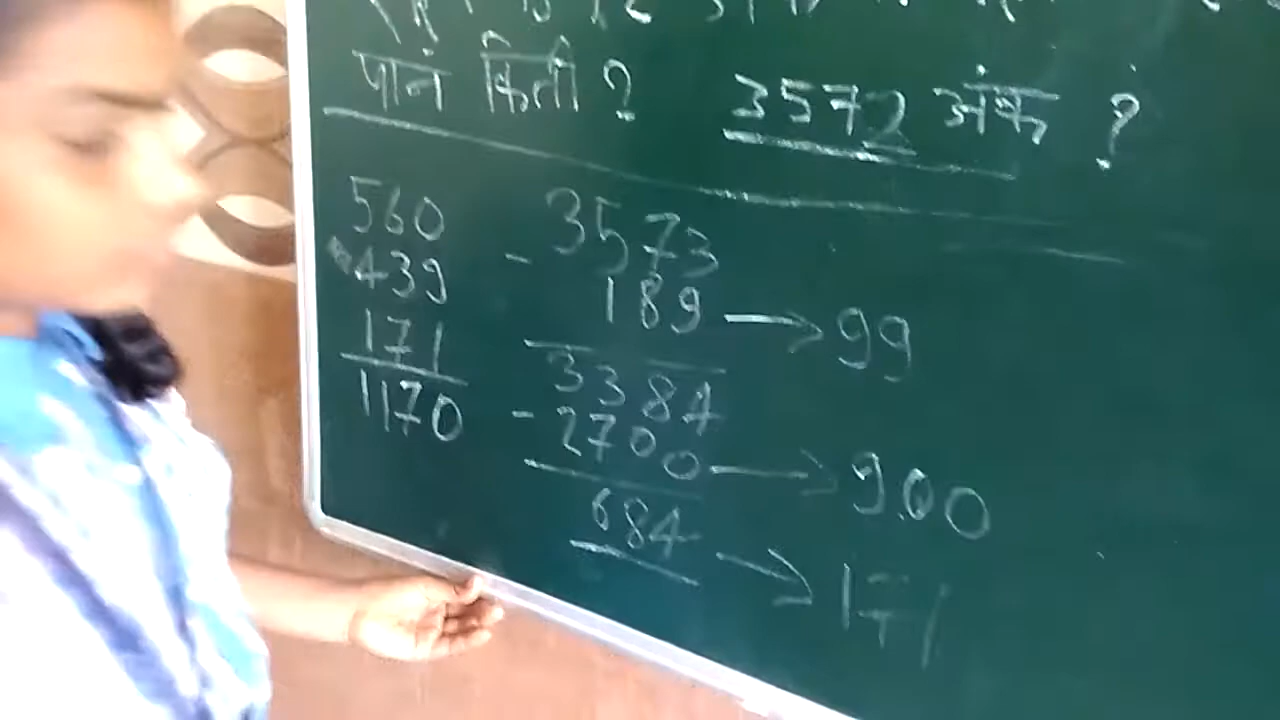 पानं किती ? 3572 अंक ?
560
439
171
1170
- 3573
189 → 99
3384
- 2700 → 900
684 → 171